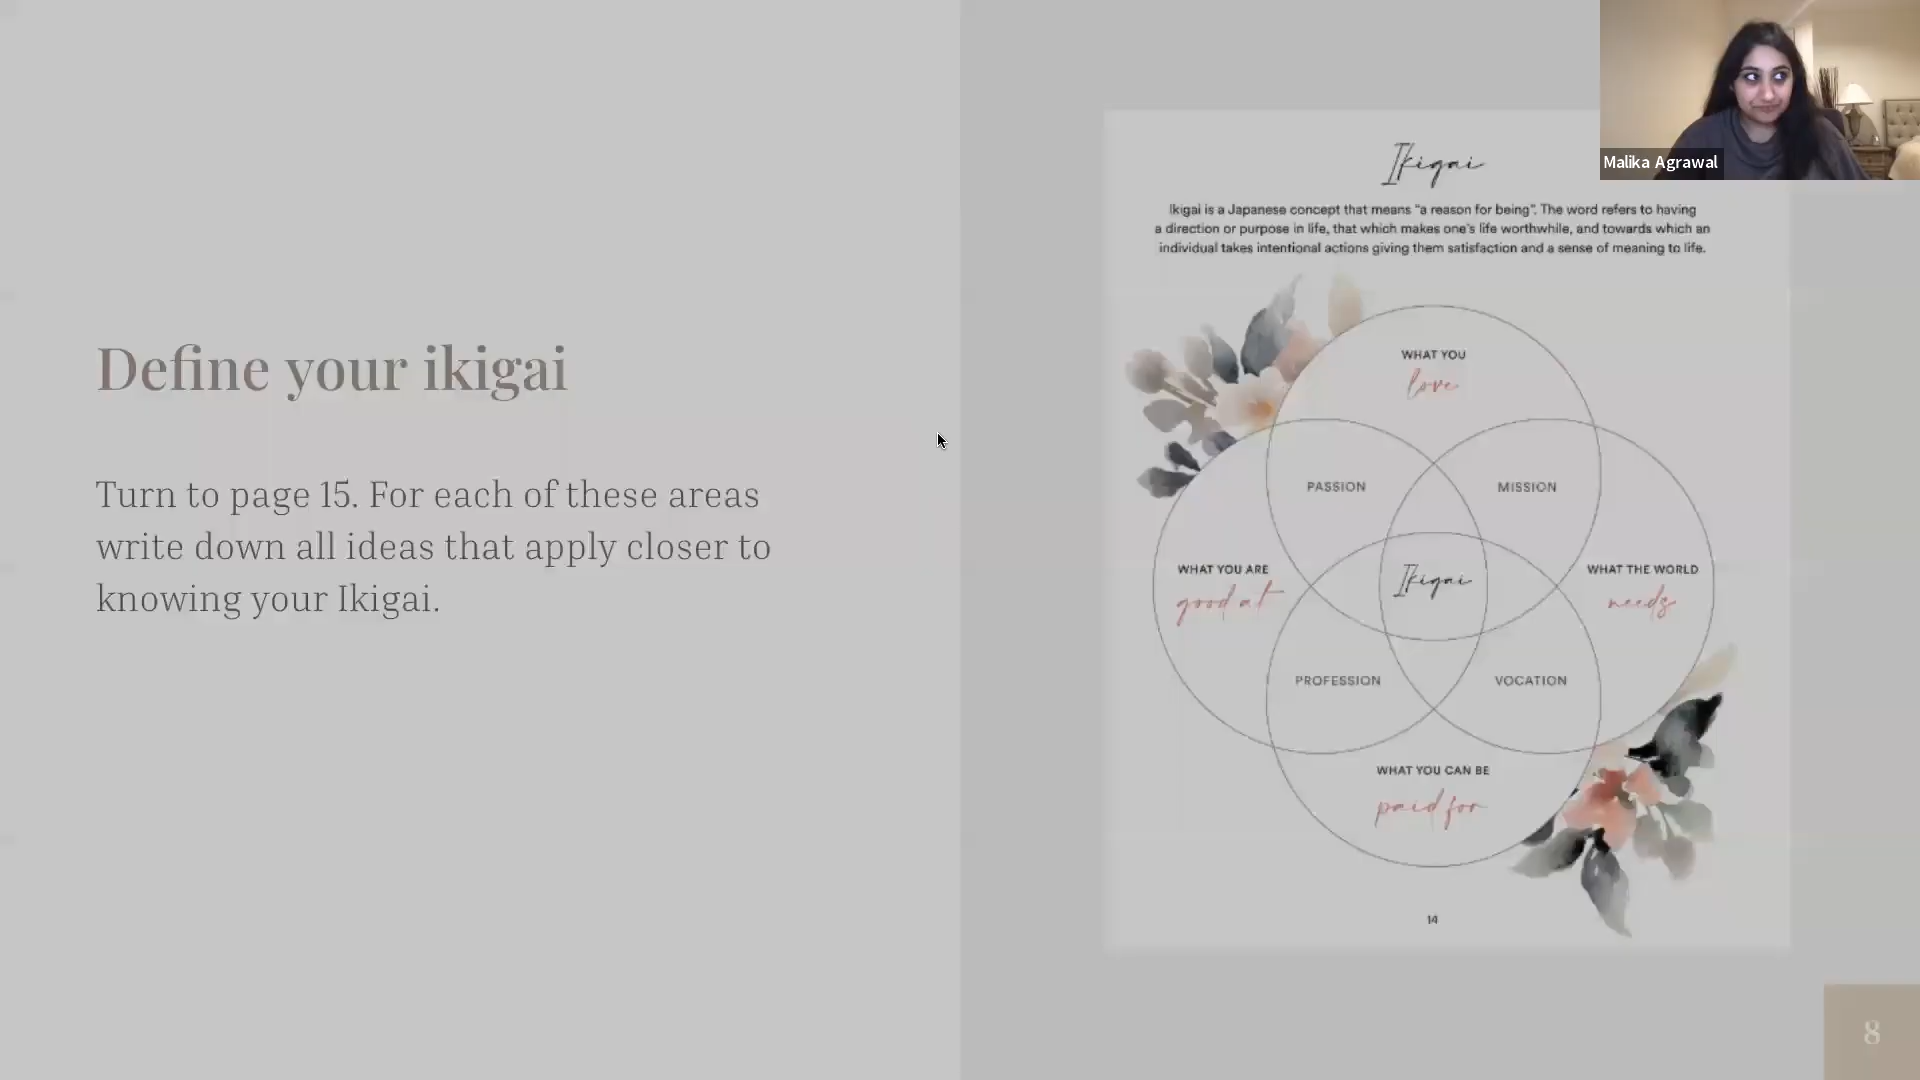 Malika Agrawal
Define your ikigai
Turn to page 15. For each of these areas
write down all ideas that apply closer to
knowing your Ikigai.
Ikigai
Ikigai is a Japanese concept that means “a reason for being”. The word refers to having
a direction or purpose in life, that which makes one's life worthwhile, and towards which an
individual takes intentional actions giving them satisfaction and a sense of meaning to life.
WHAT YOU
love
PASSION
MISSION
WHAT YOU ARE
good at
Ikigai
WHAT THE WORLD
needs
PROFESSION
VOCATION
WHAT YOU CAN BE
paid for
14
8